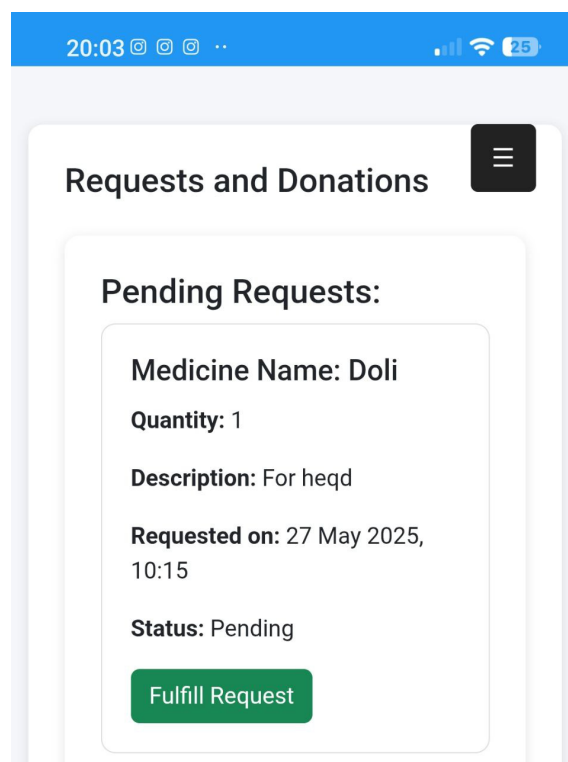 20:03
25
Requests and Donations
Pending Requests:
Medicine Name: Doli
Quantity: 1
Description: For heqd
Requested on: 27 May 2025,
10:15
Status: Pending
Fulfill Request